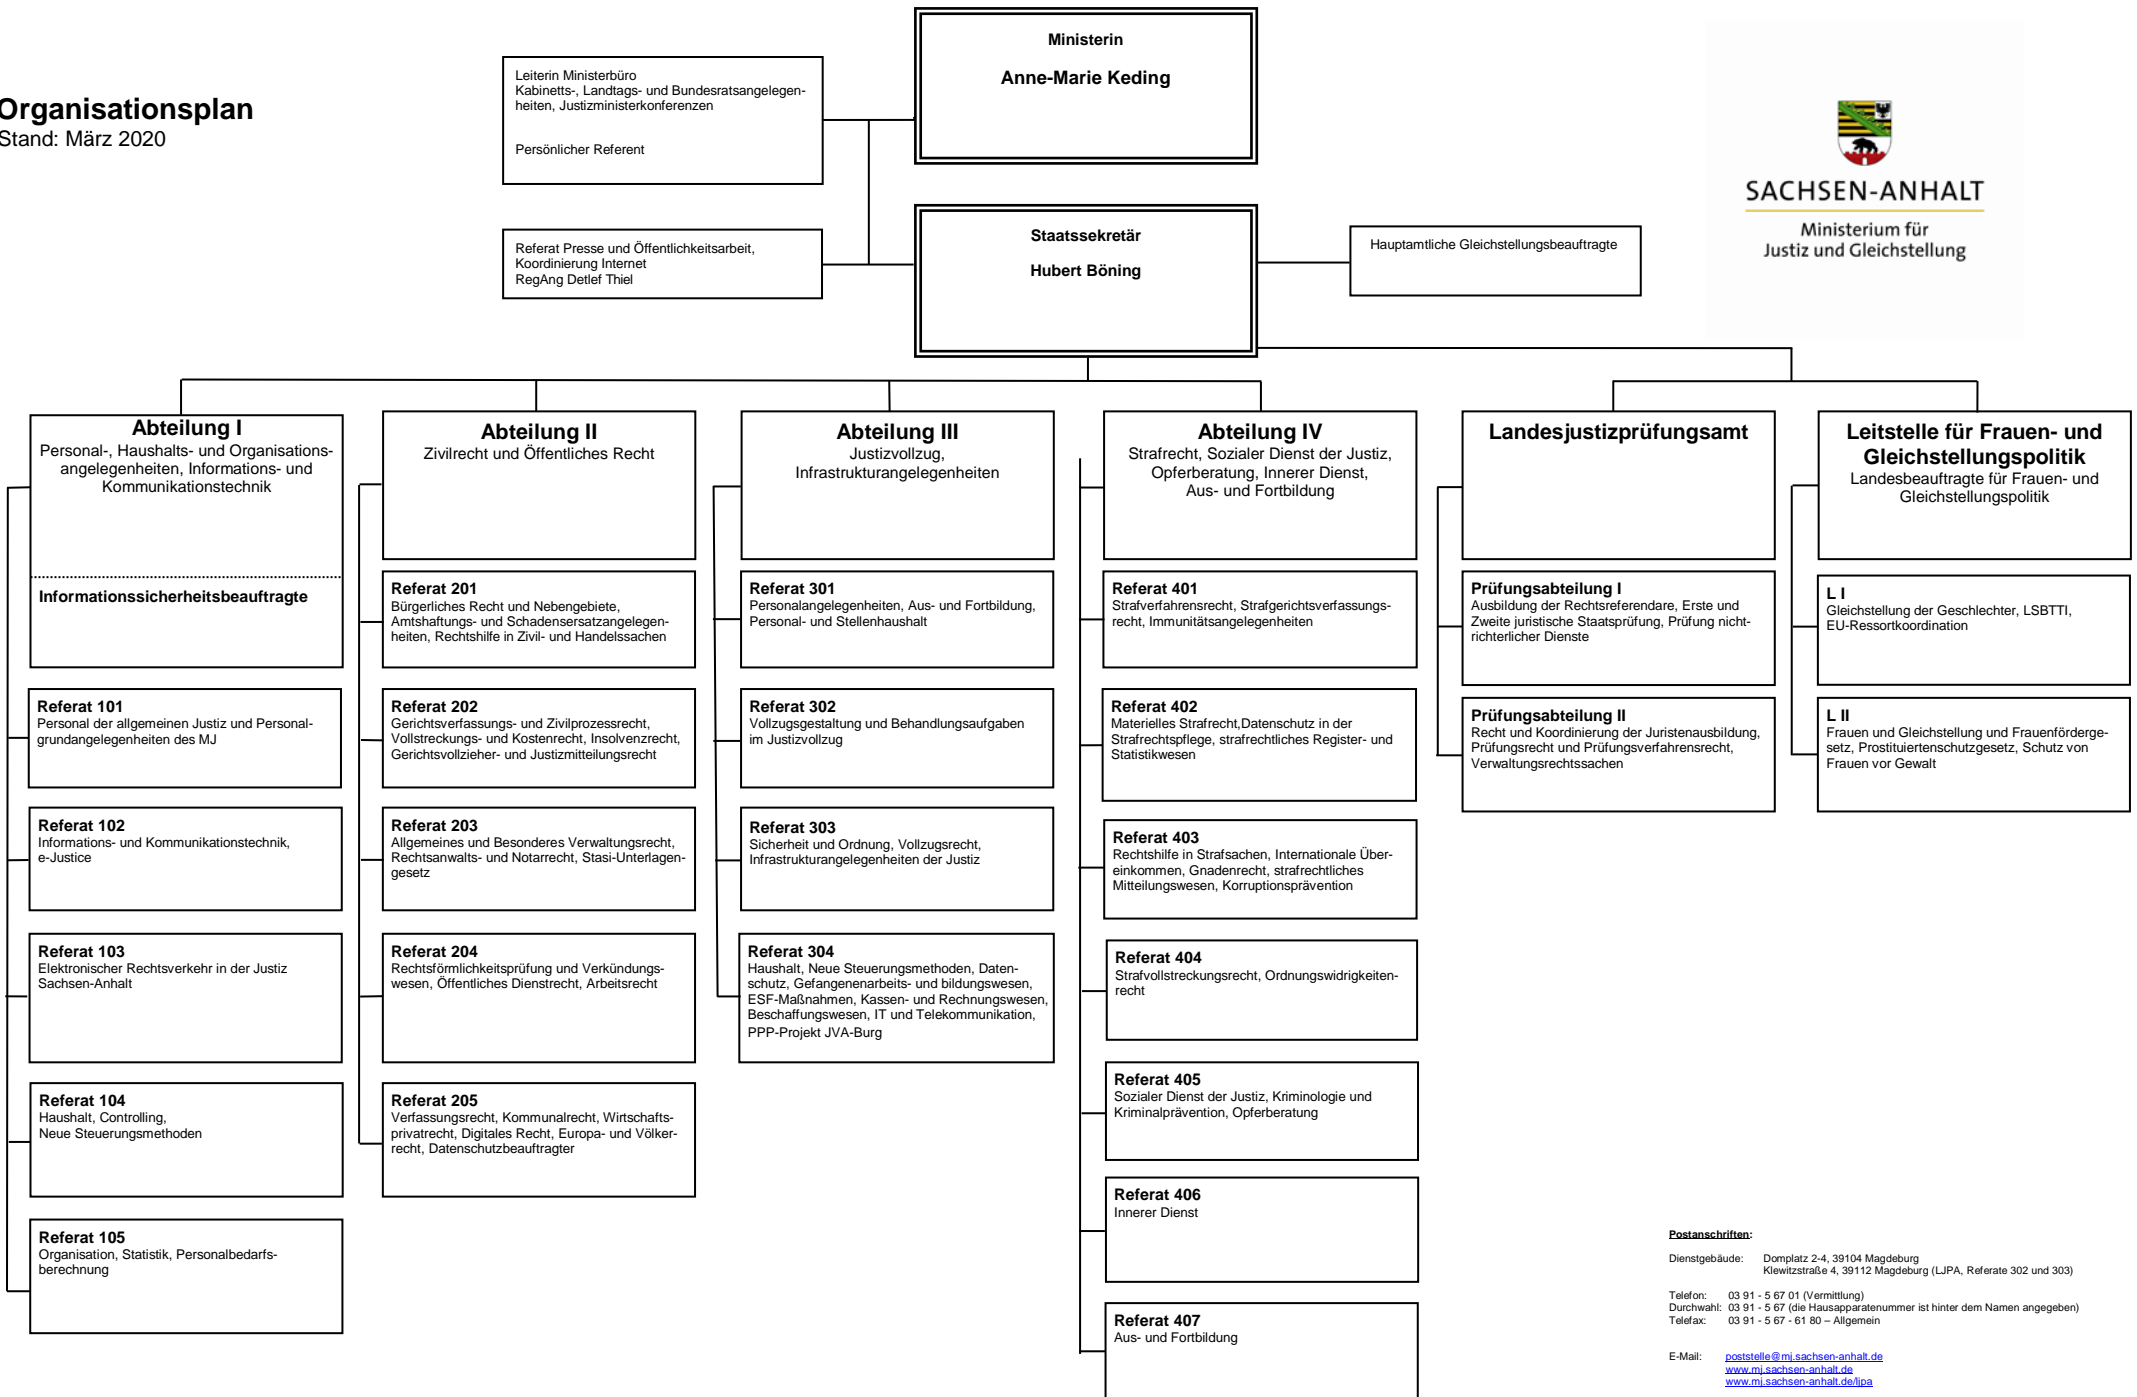 Organisationsplan
Stand: März 2020
Leiterin Ministerbüro
Kabinetts-, Landtags- und Bundesratsangelegen-
heiten, Justizministerkonferenzen
Persönlicher Referent
Ministerin
Anne-Marie Keding
SACHSEN-ANHALT
Ministerium für
Justiz und Gleichstellung
Referat Presse und Öffentlichkeitsarbeit,
Koordinierung Internet
RegAng Detlef Thiel
Staatssekretär
Hubert Böning
Hauptamtliche Gleichstellungsbeauftragte
Abteilung I
Personal-, Haushalts- und Organisations-
angelegenheiten, Informations- und
Kommunikationstechnik
Informationssicherheitsbeauftragte
Referat 101
Personal der allgemeinen Justiz und Personal-
grundangelegenheiten des MJ
Referat 102
Informations- und Kommunikationstechnik,
e-Justice
Referat 103
Elektronischer Rechtsverkehr in der Justiz
Sachsen-Anhalt
Referat 104
Haushalt, Controlling,
Neue Steuerungsmethoden
Referat 105
Organisation, Statistik, Personalbedarfs-
berechnung
Abteilung II
Zivilrecht und Öffentliches Recht
Referat 201
Bürgerliches Recht und Nebengebiete,
Amtshaftungs- und Schadensersatzangelegen-
heiten, Rechtshilfe in Zivil- und Handelssachen
Referat 202
Gerichtsverfassungs- und Zivilprozessrecht,
Vollstreckungs- und Kostenrecht, Insolvenzrecht,
Gerichtsvollzieher- und Justizmitteilungsrecht
Referat 203
Allgemeines und Besonderes Verwaltungsrecht,
Rechtsanwalts- und Notarrecht, Stasi-Unterlagen-
gesetz
Referat 204
Rechtsförmlichkeitsprüfung und Verkündungs-
wesen, Öffentliches Dienstrecht, Arbeitsrecht
Referat 205
Verfassungsrecht, Kommunalrecht, Wirtschafts-
privatrecht, Digitales Recht, Europa- und Völker-
recht, Datenschutzbeauftragter
Abteilung III
Justizvollzug,
Infrastrukturangelegenheiten
Referat 301
Personalangelegenheiten, Aus- und Fortbildung,
Personal- und Stellenhaushalt
Referat 302
Vollzugsgestaltung und Behandlungsaufgaben
im Justizvollzug
Referat 303
Sicherheit und Ordnung, Vollzugsrecht,
Infrastrukturangelegenheiten der Justiz
Referat 304
Haushalt, Neue Steuerungsmethoden, Daten-
schutz, Gefangenenarbeits- und bildungswesen,
ESF-Maßnahmen, Kassen- und Rechnungswesen,
Beschaffungswesen, IT und Telekommunikation,
PPP-Projekt JVA-Burg
Abteilung IV
Strafrecht, Sozialer Dienst der Justiz,
Opferberatung, Innerer Dienst,
Aus- und Fortbildung
Referat 401
Strafverfahrensrecht, Strafgerichtsverfassungs-
recht, Immunitätsangelegenheiten
Referat 402
Materielles Strafrecht,Datenschutz in der
Strafrechtspflege, strafrechtliches Register- und
Statistikwesen
Referat 403
Rechtshilfe in Strafsachen, Internationale Über-
einkommen, Gnadenrecht, strafrechtliches
Mitteilungswesen, Korruptionsprävention
Referat 404
Strafvollstreckungsrecht, Ordnungswidrigkeiten-
recht
Referat 405
Sozialer Dienst der Justiz, Kriminologie und
Kriminalprävention, Opferberatung
Referat 406
Innerer Dienst
Referat 407
Aus- und Fortbildung
Landesjustizprüfungsamt
Prüfungsabteilung I
Ausbildung der Rechtsreferendare, Erste und
Zweite juristische Staatsprüfung, Prüfung nicht-
richterlicher Dienste
Prüfungsabteilung II
Recht und Koordinierung der Juristenausbildung,
Prüfungsrecht und Prüfungsverfahrensrecht,
Verwaltungsrechtssachen
Leitstelle für Frauen- und
Gleichstellungspolitik
Landesbeauftragte für Frauen- und
Gleichstellungspolitik
L I
Gleichstellung der Geschlechter, LSBTTI,
EU-Ressortkoordination
L II
Frauen und Gleichstellung und Frauenförderge-
setz, Prostituiertenschutzgesetz, Schutz von
Frauen vor Gewalt
Postanschriften:
Dienstgebäude: Domplatz 2-4, 39104 Magdeburg
Klewitzstraße 4, 39112 Magdeburg (LJPA, Referate 302 und 303)
Telefon: 03 91 - 5 67 01 (Vermittlung)
Durchwahl: 03 91 - 5 67 (die Hausapparatenummer ist hinter dem Namen angegeben)
Telefax: 03 91 - 5 67 - 61 80 – Allgemein
E-Mail: poststelle@mj.sachsen-anhalt.de
www.mj.sachsen-anhalt.de
www.mj.sachsen-anhalt.de/ljpa